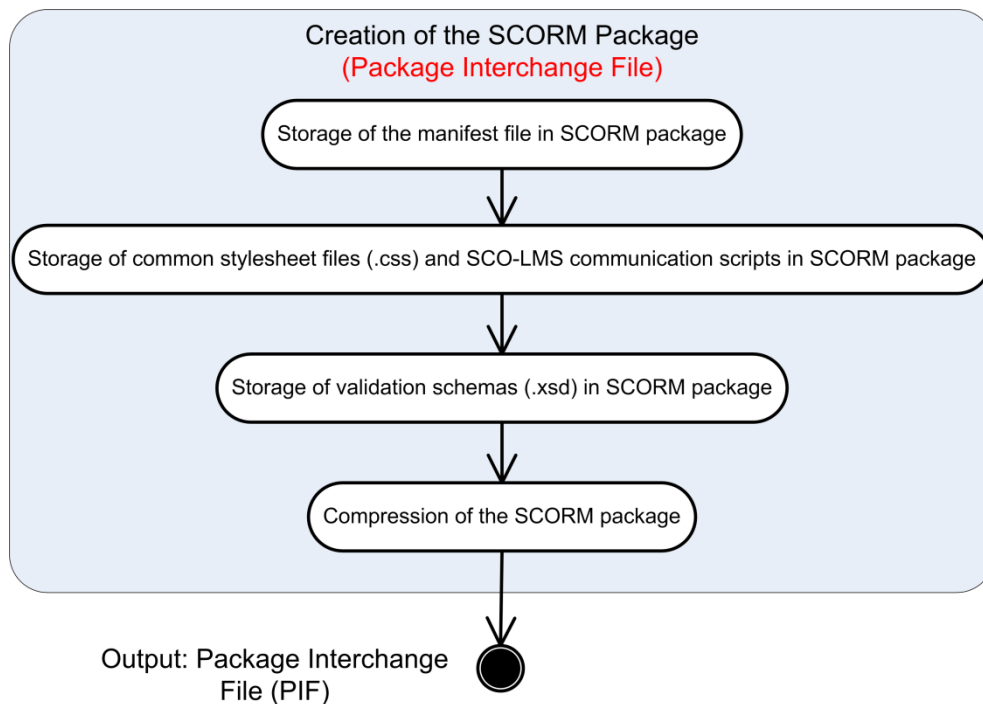 Creation of the SCORM Package
(Package Interchange File)
Storage of the manifest file in SCORM package
Storage of common stylesheet files (.css) and SCO-LMS communication scripts in SCORM package
Storage of validation schemas (.xsd) in SCORM package
Compression of the SCORM package
Output: Package Interchange
File (PIF)